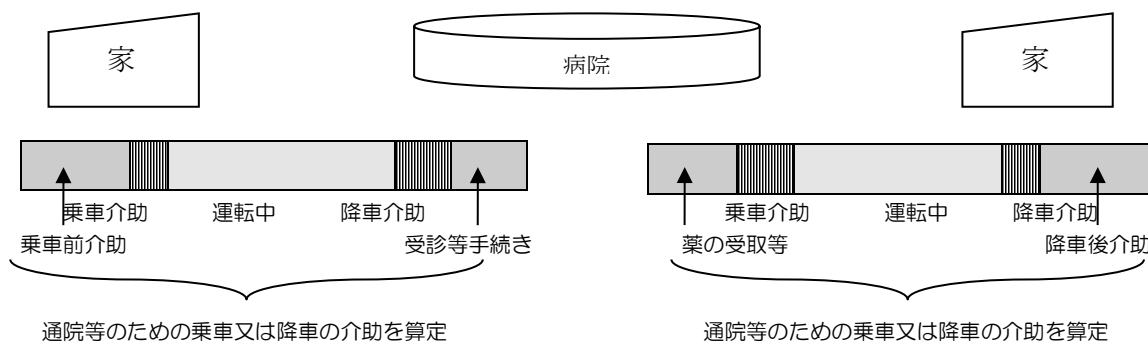 家
病院
家
乗車介助 運転中 降車介助
乗車前介助 受診等手続き
乗車介助 運転中 降車介助
薬の受取等 降車後介助
通院等のための乗車又は降車の介助を算定
通院等のための乗車又は降車の介助を算定